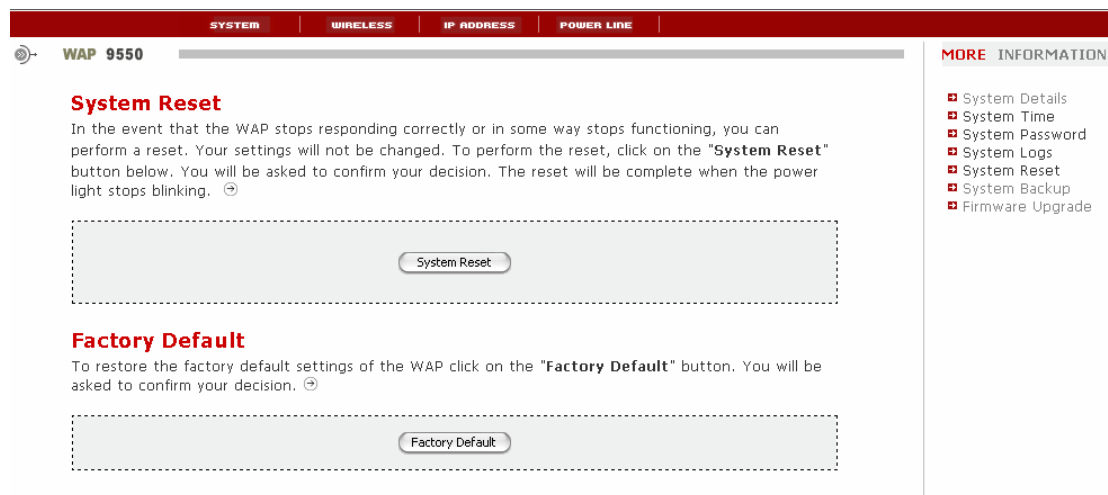 SYSTEM WIRELESS IP ADDRESS POWER LINE
WAP 9550
System Reset
In the event that the WAP stops responding correctly or in some way stops functioning, you can
perform a reset. Your settings will not be changed. To perform the reset, click on the "System Reset"
button below. You will be asked to confirm your decision. The reset will be complete when the power
light stops blinking.
System Reset
Factory Default
To restore the factory default settings of the WAP click on the "Factory Default" button. You will be
asked to confirm your decision.
Factory Default
MORE INFORMATION
System Details
System Time
System Password
System Logs
System Reset
System Backup
Firmware Upgrade